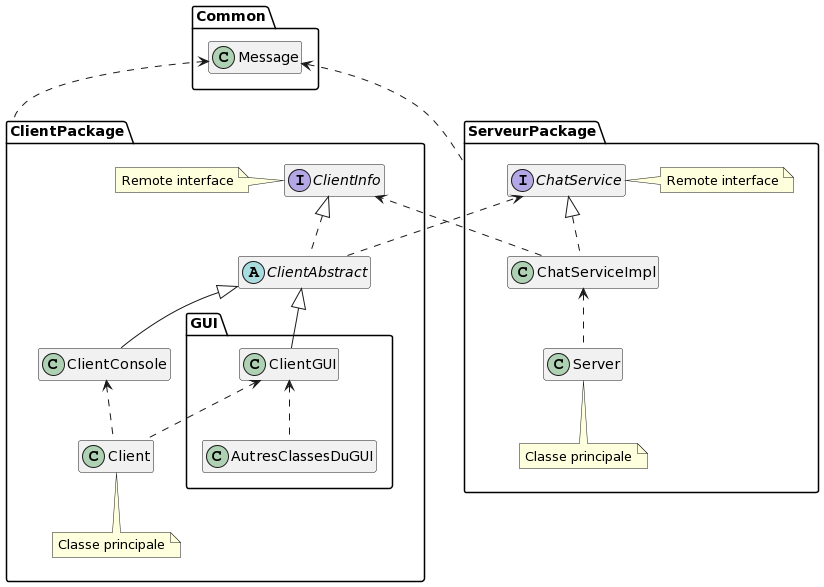 Common
C Message
ClientPackage
ServeurPackage
Remote interface
I ClientInfo
I ChatService
Remote interface
A ClientAbstract
C ChatServiceImpl
GUI
C ClientConsole
C ClientGUI
C Server
C Client
C AutresClassesDuGUI
Classe principale
Classe principale